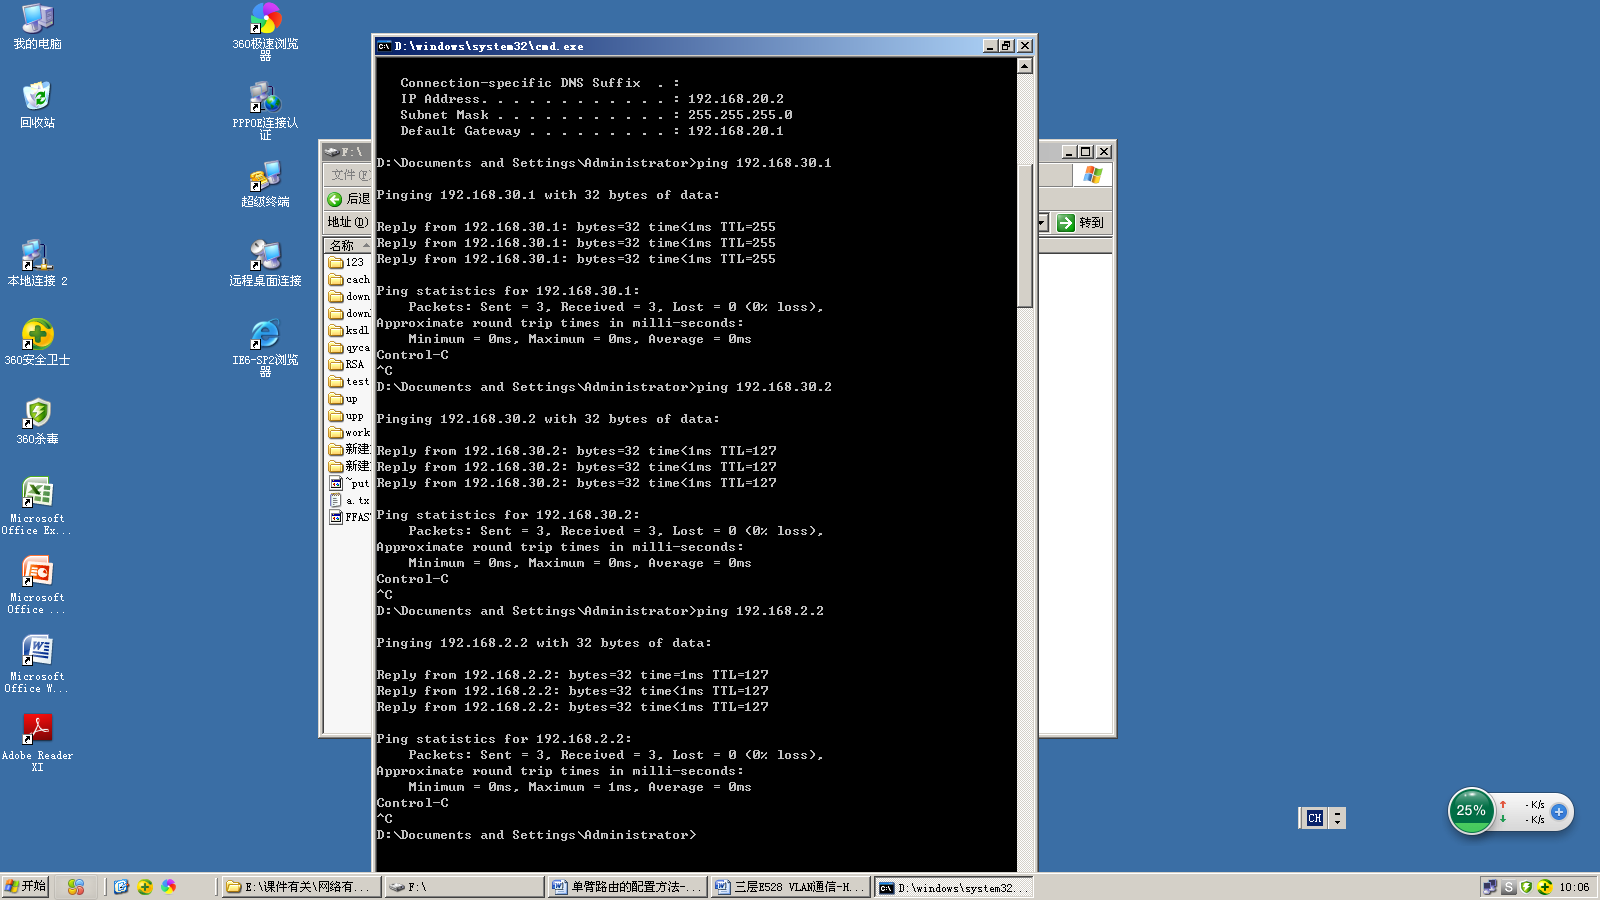 我的电脑
回收站
本地连接 2
360安全卫士
360杀毒
Microsoft
Office Ex...
Microsoft
Office ...
Microsoft
Office W...
Adobe Reader
XI
360极速浏览
器
PPPOE连接认
证
超级终端
远程桌面连接
IE6-SP2浏览
器
F:\
文件(F)
后退
地址(D)
转到
名称
123
cach
down
down
ksdl
qyca
RSA
test
up
upp
work
新建
新建
~put
a.tx
FFAS
D:\windows\system32\cmd.exe
Connection-specific DNS Suffix  . :
IP Address. . . . . . . . . . . . : 192.168.20.2
Subnet Mask . . . . . . . . . . . : 255.255.255.0
Default Gateway . . . . . . . . . : 192.168.20.1
D:\Documents and Settings\Administrator>ping 192.168.30.1
Pinging 192.168.30.1 with 32 bytes of data:
Reply from 192.168.30.1: bytes=32 time<1ms TTL=255
Reply from 192.168.30.1: bytes=32 time<1ms TTL=255
Reply from 192.168.30.1: bytes=32 time<1ms TTL=255
Ping statistics for 192.168.30.1:
Packets: Sent = 3, Received = 3, Lost = 0 (0% loss),
Approximate round trip times in milli-seconds:
Minimum = 0ms, Maximum = 0ms, Average = 0ms
Control-C
^C
D:\Documents and Settings\Administrator>ping 192.168.30.2
Pinging 192.168.30.2 with 32 bytes of data:
Reply from 192.168.30.2: bytes=32 time<1ms TTL=127
Reply from 192.168.30.2: bytes=32 time<1ms TTL=127
Reply from 192.168.30.2: bytes=32 time<1ms TTL=127
Ping statistics for 192.168.30.2:
Packets: Sent = 3, Received = 3, Lost = 0 (0% loss),
Approximate round trip times in milli-seconds:
Minimum = 0ms, Maximum = 0ms, Average = 0ms
Control-C
^C
D:\Documents and Settings\Administrator>ping 192.168.2.2
Pinging 192.168.2.2 with 32 bytes of data:
Reply from 192.168.2.2: bytes=32 time=1ms TTL=127
Reply from 192.168.2.2: bytes=32 time<1ms TTL=127
Reply from 192.168.2.2: bytes=32 time<1ms TTL=127
Ping statistics for 192.168.2.2:
Packets: Sent = 3, Received = 3, Lost = 0 (0% loss),
Approximate round trip times in milli-seconds:
Minimum = 0ms, Maximum = 1ms, Average = 0ms
Control-C
^C
D:\Documents and Settings\Administrator>
CH
25%
- K/s
- K/s
开始
E:\课件有关\网络有...
F:\
单臂路由的配置方法-...
三层E528 VLAN通信-H...
D:\windows\system32...
10:06